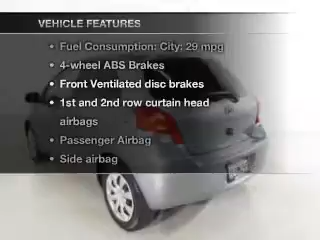 VEHICLE FEATURES
• Fuel Consumption: City: 29 mpg
• 4-wheel ABS Brakes
• Front Ventilated disc brakes
• 1st and 2nd row curtain head
airbags
• Passenger Airbag
• Side airbag